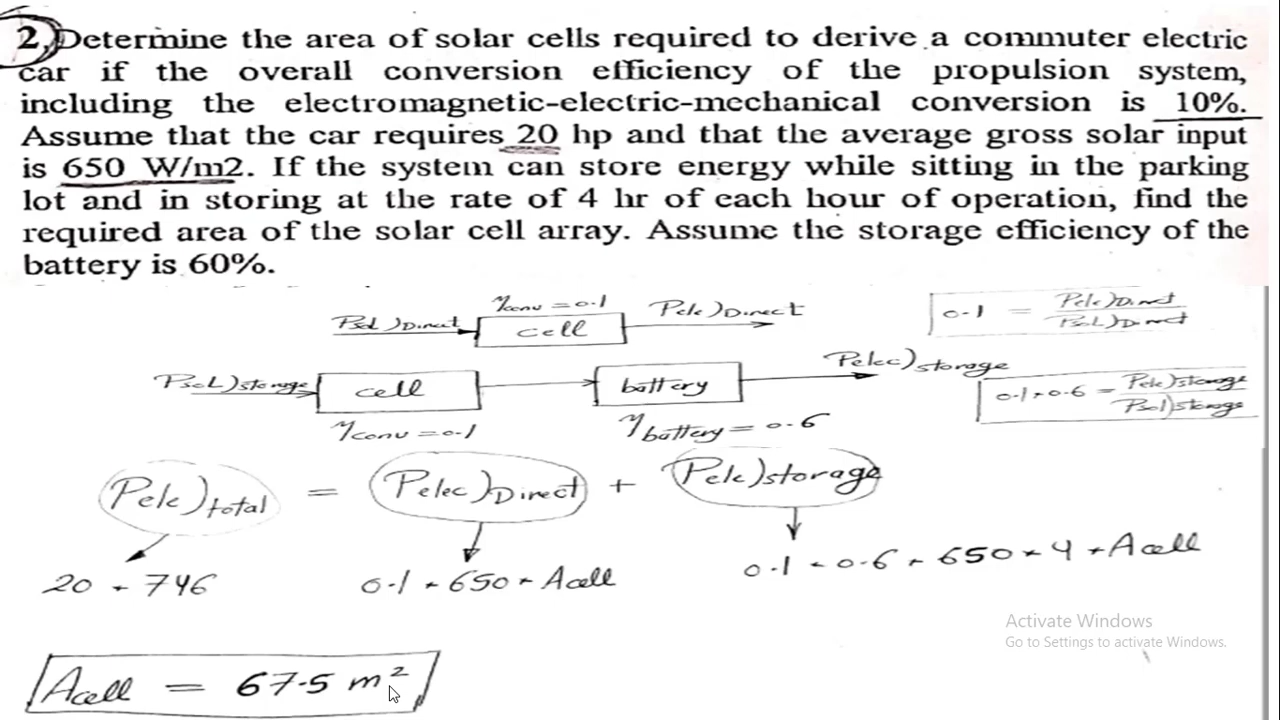 2, Determine the area of solar cells required to derive a commuter electric
car if the overall conversion efficiency of the propulsion system,
including the electromagnetic-electric-mechanical conversion is 10%.
Assume that the car requires 20 hp and that the average gross solar input
is 650 W/m2. If the system can store energy while sitting in the parking
lot and in storing at the rate of 4 hr of each hour of operation, find the
required area of the solar cell array. Assume the storage efficiency of the
battery is 60%.
Psol)Direct ηconv = 0.1 cell Pele)Direct
0.1 = Pele)Direct / Psol)Direct
Psol)storage cell battery Pelec)storage
ηconv = 0.1 ηbattery = 0.6
0.1 * 0.6 = Pele)storage / Psol)storage
(Pele)total = (Pelec)Direct + (Pele)storage
20 * 746 0.1 * 650 * Acell 0.1 * 0.6 * 650 * 4 * Acell
Activate Windows
Go to Settings to activate Windows.
Acell = 67.5 m²